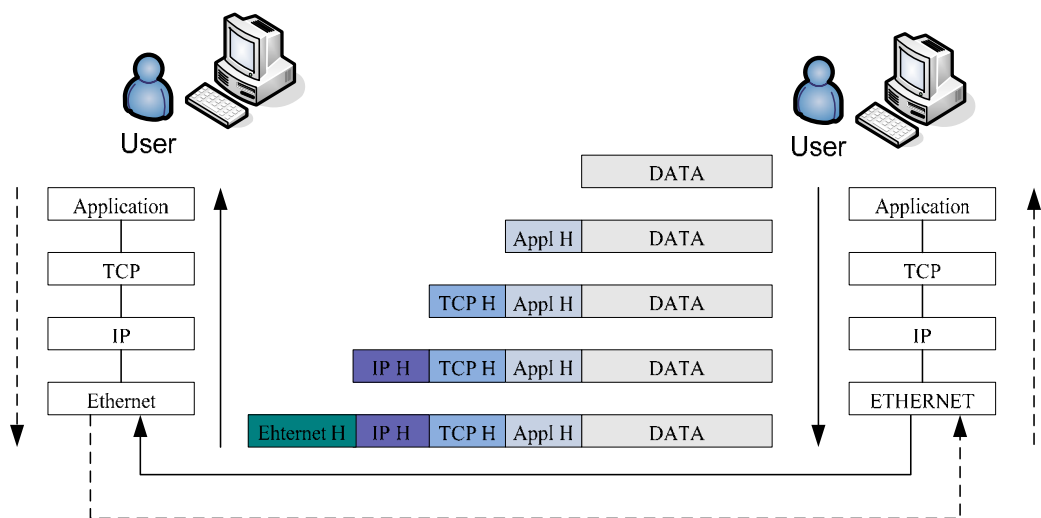 User
User
DATA
Application
Application
Appl H DATA
TCP
TCP
TCP H Appl H DATA
IP
IP
IP H TCP H Appl H DATA
Ethernet
ETHERNET
Ehternet H IP H TCP H Appl H DATA